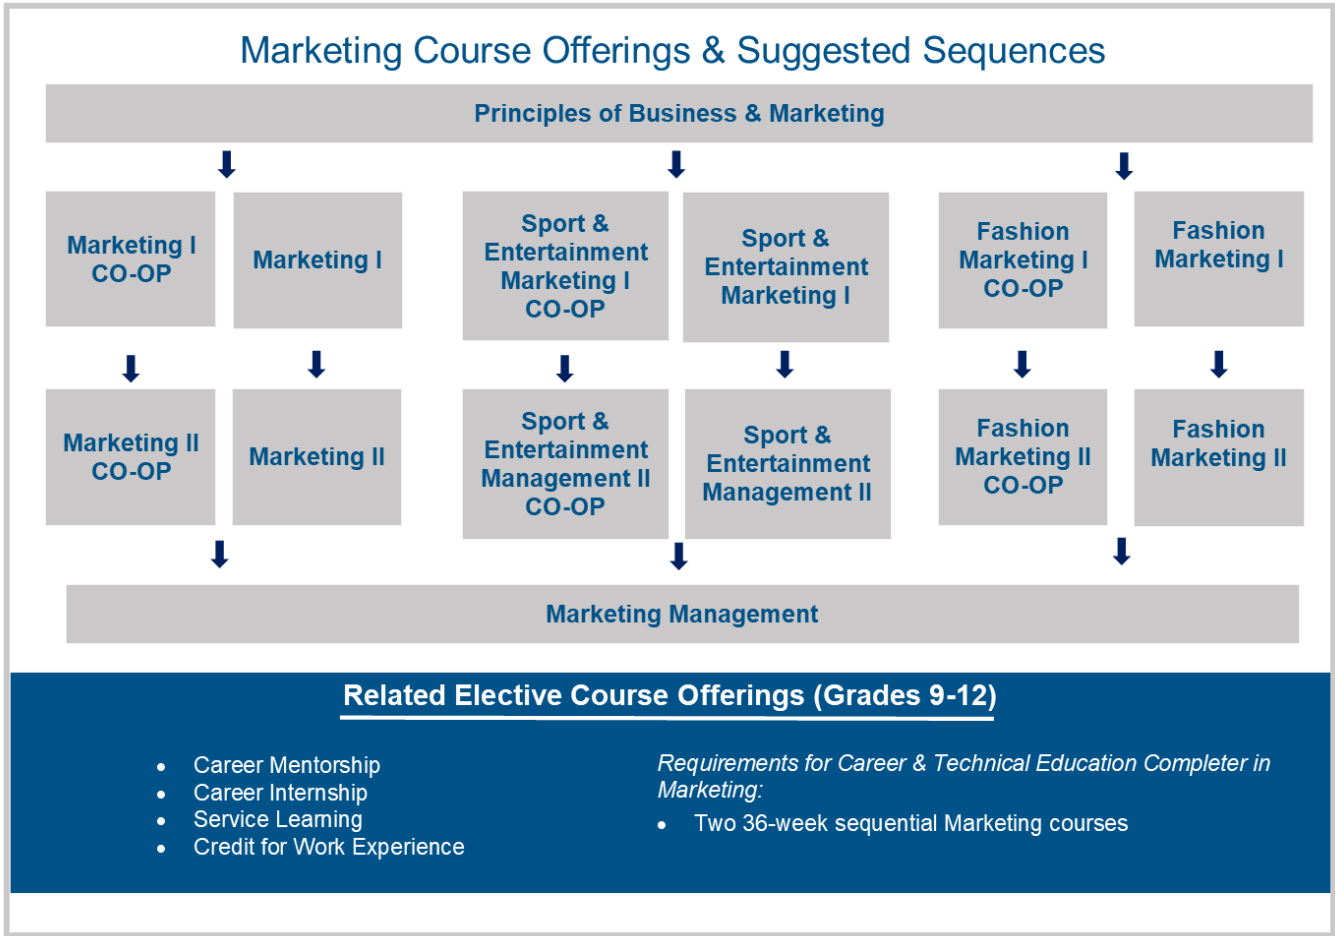 Marketing Course Offerings & Suggested Sequences
Principles of Business & Marketing
Marketing I
CO-OP
Marketing I
Sport &
Entertainment
Marketing I
CO-OP
Sport &
Entertainment
Marketing I
Fashion
Marketing I
CO-OP
Fashion
Marketing I
Marketing II
CO-OP
Marketing II
Sport &
Entertainment
Management II
CO-OP
Sport &
Entertainment
Management II
Fashion
Marketing II
CO-OP
Fashion
Marketing II
Marketing Management
Related Elective Course Offerings (Grades 9-12)
• Career Mentorship
• Career Internship
• Service Learning
• Credit for Work Experience
Requirements for Career & Technical Education Completer in
Marketing:
• Two 36-week sequential Marketing courses